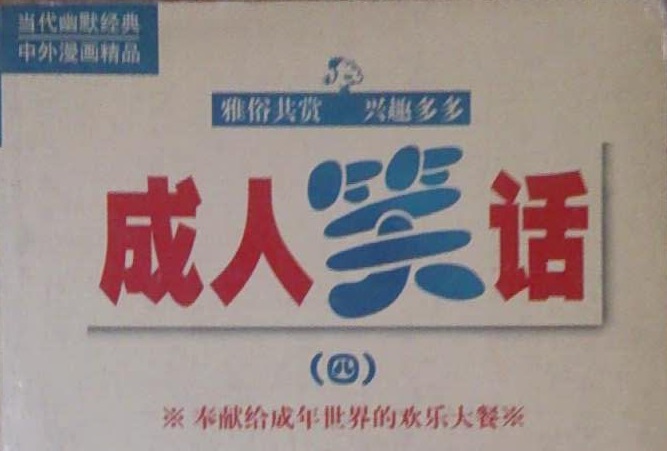 当代幽默经典
中外漫画精品
雅俗共赏 兴趣多多
成人笑话
(四)
※ 奉献给成年世界的欢乐大餐※